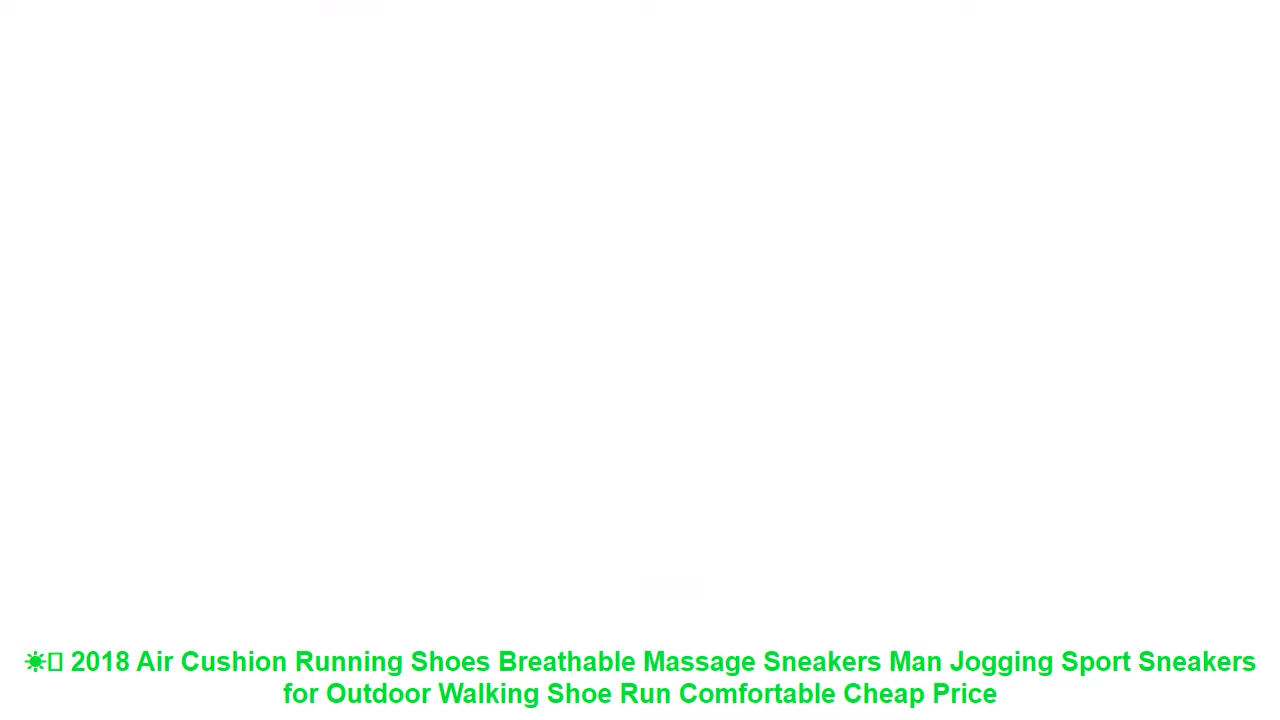 ☀️ 2018 Air Cushion Running Shoes Breathable Massage Sneakers Man Jogging Sport Sneakers
for Outdoor Walking Shoe Run Comfortable Cheap Price